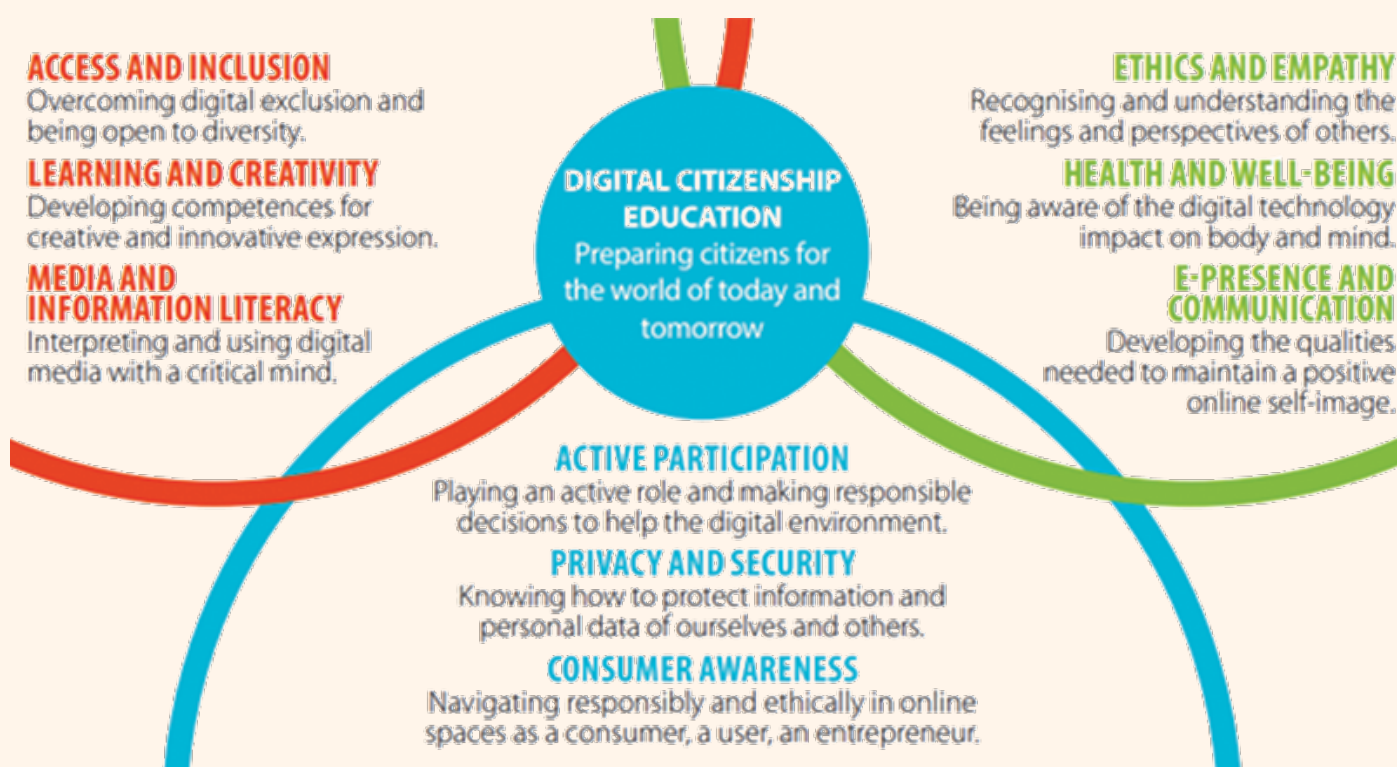 ACCESS AND INCLUSION
Overcoming digital exclusion and
being open to diversity.
LEARNING AND CREATIVITY
Developing competences for
creative and innovative expression.
MEDIA AND
INFORMATION LITERACY
Interpreting and using digital
media with a critical mind.
DIGITAL CITIZENSHIP
EDUCATION
Preparing citizens for
the world of today and
tomorrow
ETHICS AND EMPATHY
Recognising and understanding the
feelings and perspectives of others.
HEALTH AND WELL-BEING
Being aware of the digital technology
impact on body and mind.
E-PRESENCE AND
COMMUNICATION
Developing the qualities
needed to maintain a positive
online self-image.
ACTIVE PARTICIPATION
Playing an active role and making responsible
decisions to help the digital environment.
PRIVACY AND SECURITY
Knowing how to protect information and
personal data of ourselves and others.
CONSUMER AWARENESS
Navigating responsibly and ethically in online
spaces as a consumer, a user, an entrepreneur.